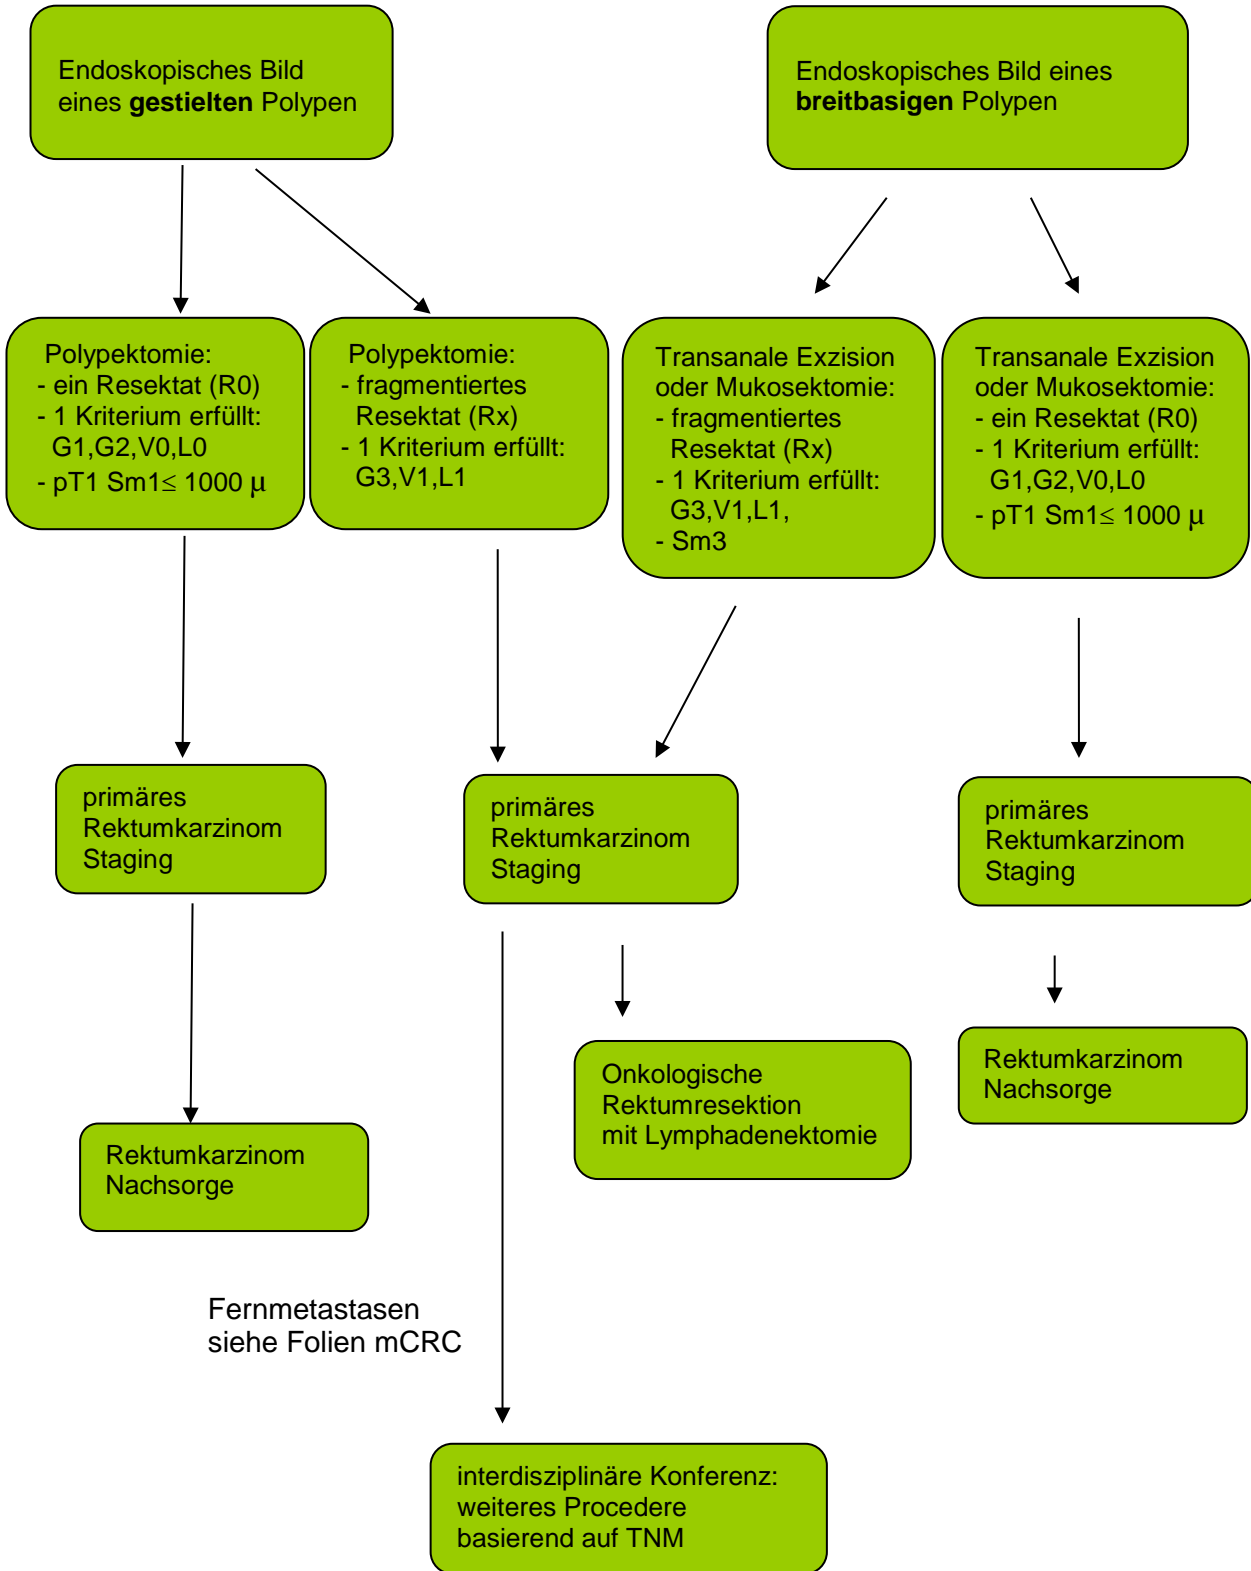 Endoskopisches Bild
eines gestielten Polypen
Endoskopisches Bild eines
breitbasigen Polypen
Polypektomie:
- ein Resektat (R0)
- 1 Kriterium erfüllt:
G1,G2,V0,L0
- pT1 Sm1≤ 1000 μ
Polypektomie:
- fragmentiertes
Resektat (Rx)
- 1 Kriterium erfüllt:
G3,V1,L1
Transanale Exzision
oder Mukosektomie:
- fragmentiertes
Resektat (Rx)
- 1 Kriterium erfüllt:
G3,V1,L1,
- Sm3
Transanale Exzision
oder Mukosektomie:
- ein Resektat (R0)
- 1 Kriterium erfüllt:
G1,G2,V0,L0
- pT1 Sm1≤ 1000 μ
primäres
Rektumkarzinom
Staging
primäres
Rektumkarzinom
Staging
primäres
Rektumkarzinom
Staging
Onkologische
Rektumresektion
mit Lymphadenektomie
Rektumkarzinom
Nachsorge
Rektumkarzinom
Nachsorge
Fernmetastasen
siehe Folien mCRC
interdisziplinäre Konferenz:
weiteres Procedere
basierend auf TNM